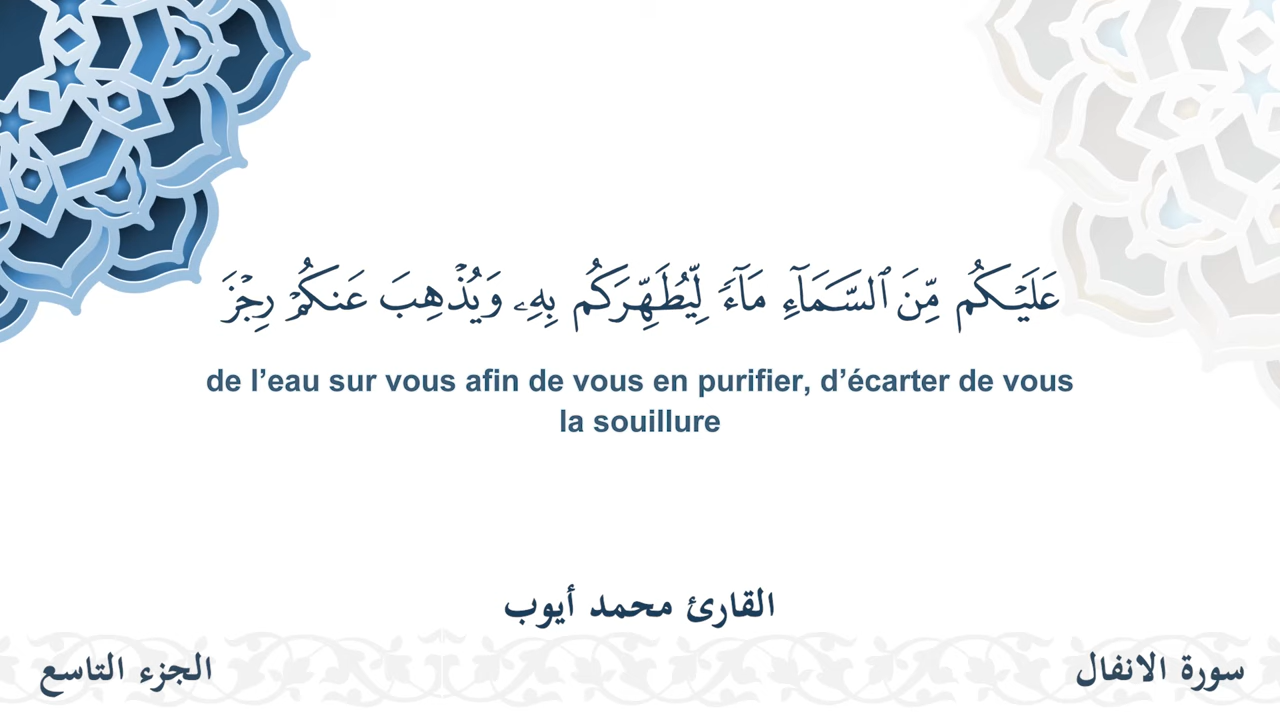 عَلَيْكُم مِّنَ ٱلسَّمَآءِ مَآءً لِّيُطَهِّرَكُم بِهِۦ وَيُذْهِبَ عَنكُمْ رِجْزَ
de l’eau sur vous afin de vous en purifier, d’écarter de vous
la souillure
القارئ محمد أيوب
سورة الانفال
الجزء التاسع